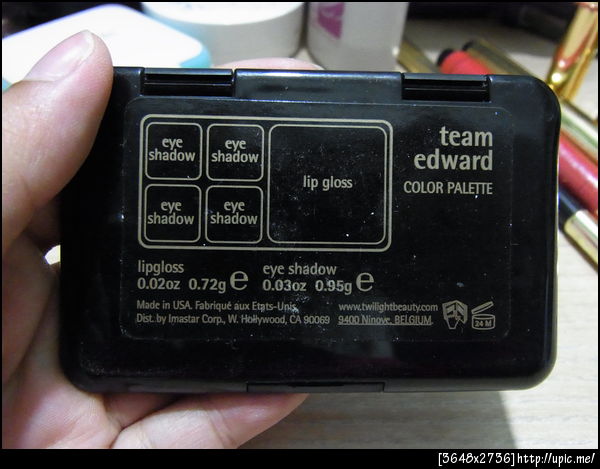 eye
shadow
eye
shadow
eye
shadow
eye
shadow
lip gloss
team
edward
COLOR PALETTE
lipgloss
0.02oz 0.72g e
eye shadow
0.03oz 0.95g e
Made in USA. Fabriqué aux Etats-Unis.
Dist. by Imastar Corp., W. Hollywood, CA 90069
www.twilightbeauty.com
9400 Ninove, BELGIUM.
24 M
[3648x2736]http://upic.me/